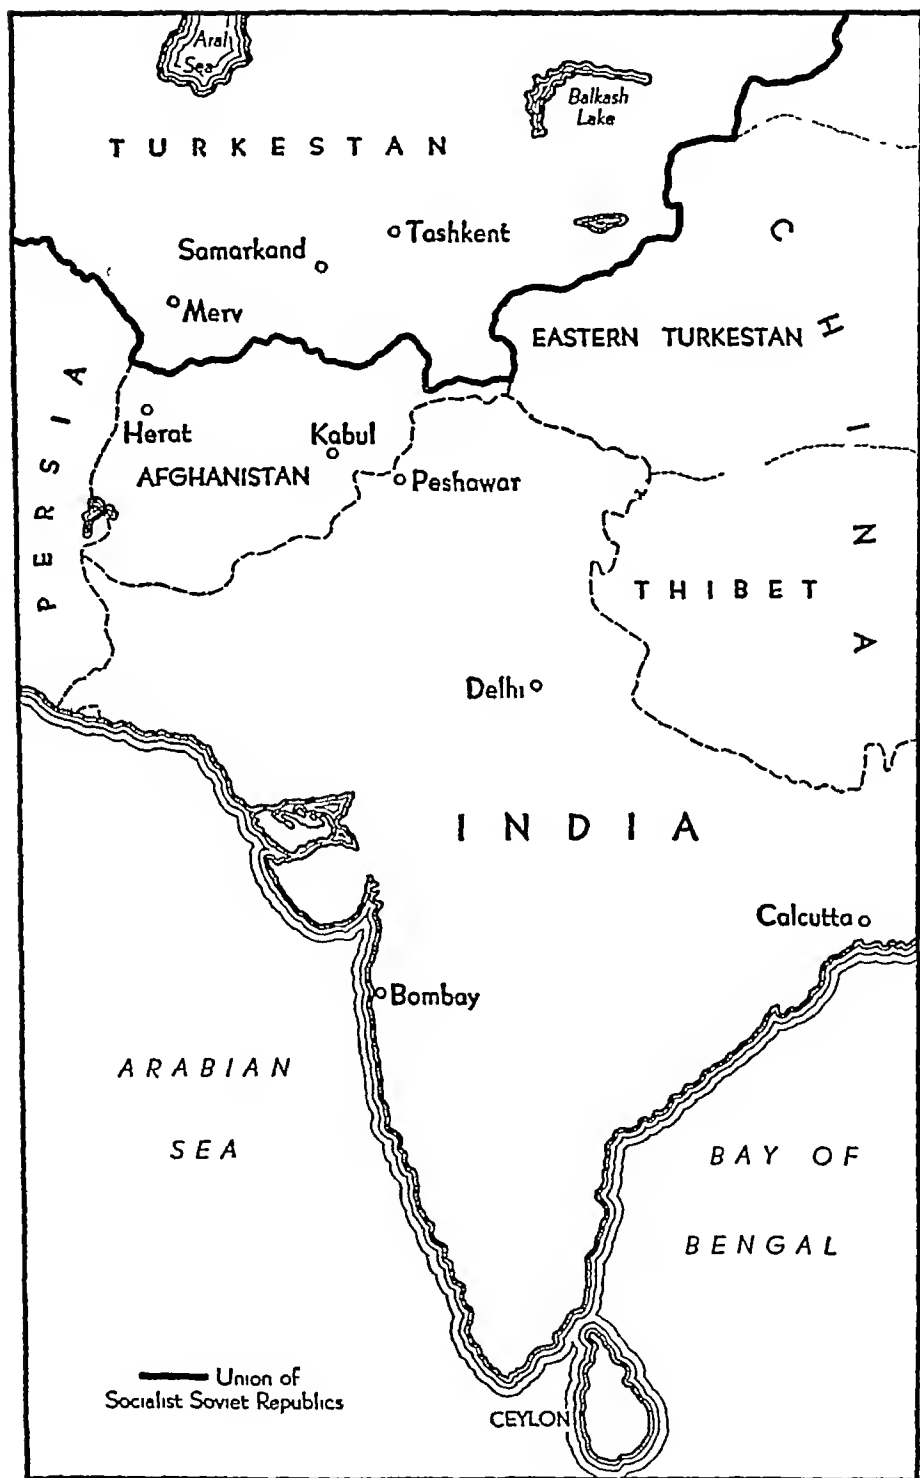 Aral
Sea
Balkash
Lake
TURKESTAN
Tashkent
Samarkand
Merv
EASTERN TURKESTAN
CHINA
PERSIA
Herat
Kabul
AFGHANISTAN
Peshawar
THIBET
Delhi
INDIA
Calcutta
Bombay
ARABIAN
SEA
BAY OF
BENGAL
Union of
Socialist Soviet Republics
CEYLON